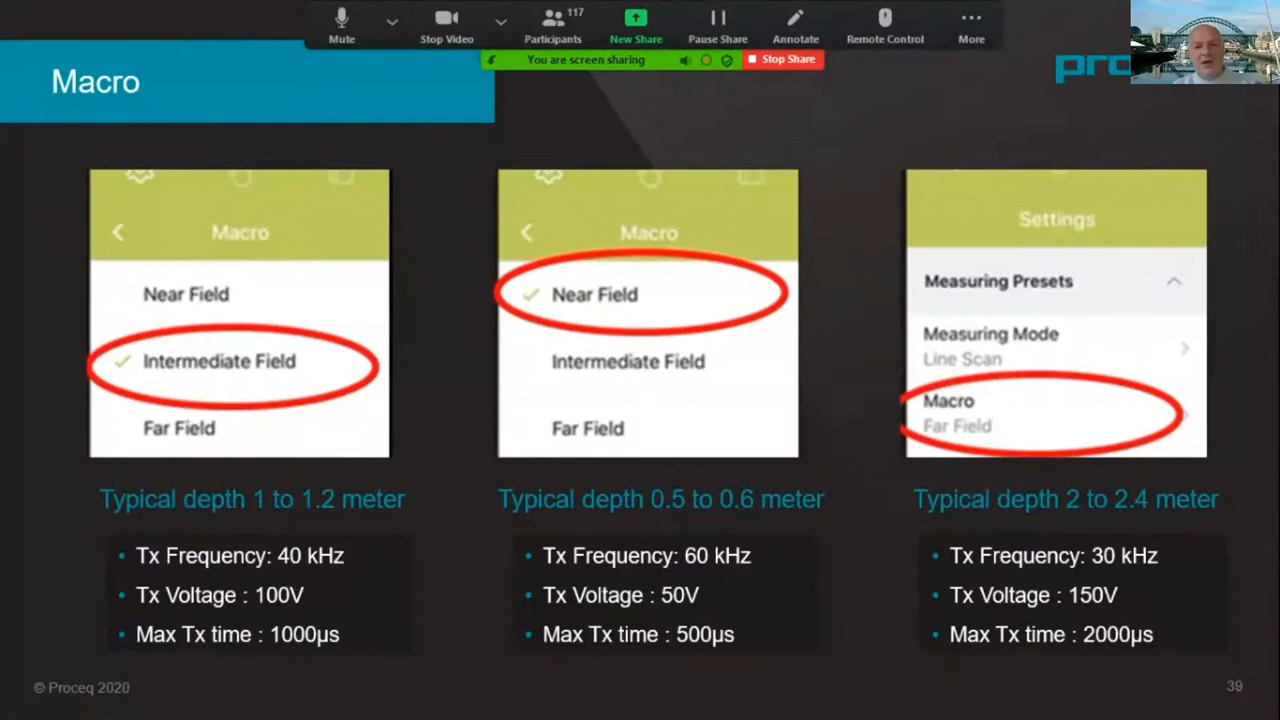 Mute
Stop Video
117
Participants
New Share
Pause Share
Annotate
Remote Control
More
You are screen sharing
Stop Share
Macro
pro
Macro
Near Field
Intermediate Field
Far Field
Macro
Near Field
Intermediate Field
Far Field
Settings
Measuring Presets
Measuring Mode
Line Scan
Macro
Far Field
Typical depth 1 to 1.2 meter
Typical depth 0.5 to 0.6 meter
Typical depth 2 to 2.4 meter
• Tx Frequency: 40 kHz
• Tx Voltage : 100V
• Max Tx time : 1000µs
• Tx Frequency: 60 kHz
• Tx Voltage : 50V
• Max Tx time : 500µs
• Tx Frequency: 30 kHz
• Tx Voltage : 150V
• Max Tx time : 2000µs
© Proceq 2020
39